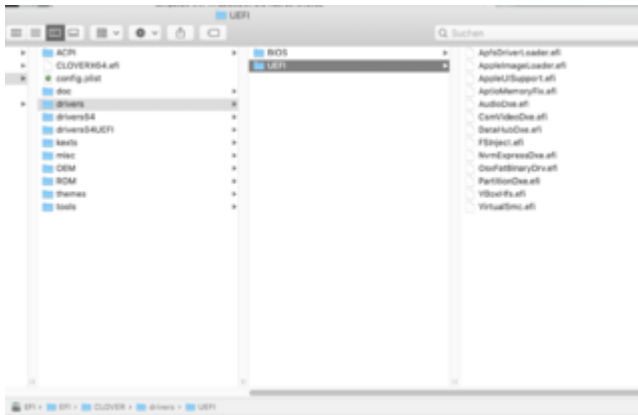 UEFI
Suchen
ACPI
CLOVERX64.efi
config.plist
doc
drivers
drivers64
drivers64UEFI
kexts
misc
OEM
ROM
themes
tools
BIOS
UEFI
ApfsDriverLoader.efi
AppleImageLoader.efi
AppleUISupport.efi
AptioMemoryFix.efi
AudioDxe.efi
CsmVideoDxe.efi
DataHubDxe.efi
FSInject.efi
NvmExpressDxe.efi
OsxFatBinaryDrv.efi
PartitionDxe.efi
VBoxHfs.efi
VirtualSmc.efi
EFI › EFI › CLOVER › drivers › UEFI